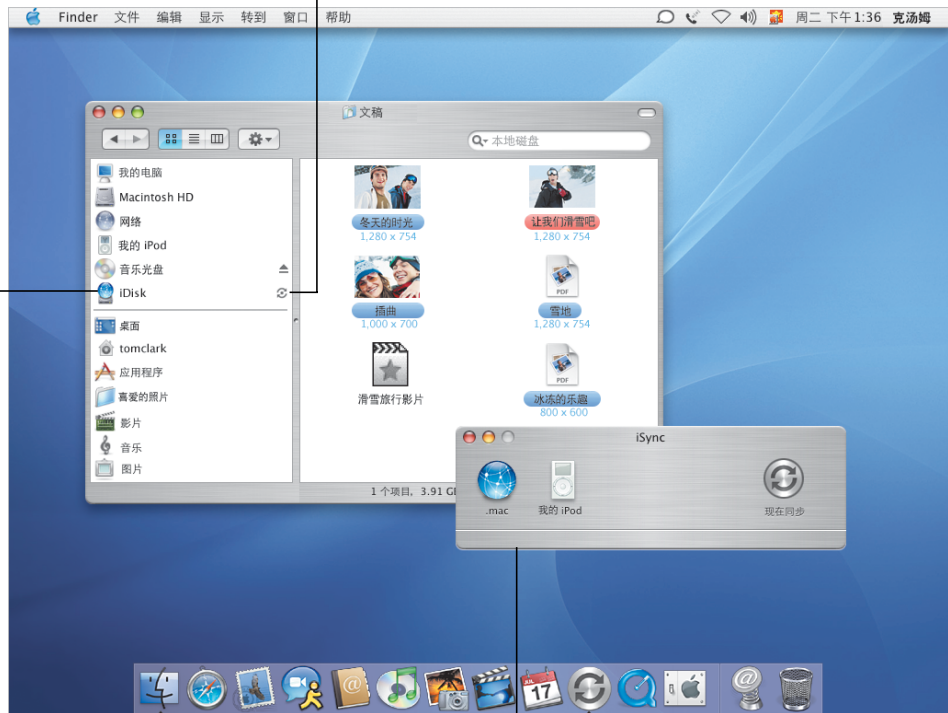 Finder 文件 编辑 显示 转到 窗口 帮助 周二 下午1:36 克汤姆
文稿
本地磁盘
我的电脑
Macintosh HD
网络
我的 iPod
音乐光盘
iDisk
桌面
tomclark
应用程序
喜爱的照片
影片
音乐
图片
冬天的时光
1,280 x 754
让我们滑雪吧
1,280 x 754
插曲
1,000 x 700
PDF
雪地
1,280 x 754
滑雪旅行影片
PDF
冰冻的乐趣
800 x 600
1 个项目, 3.91 GB
iSync
.mac
我的 iPod
现在同步
JUL
17